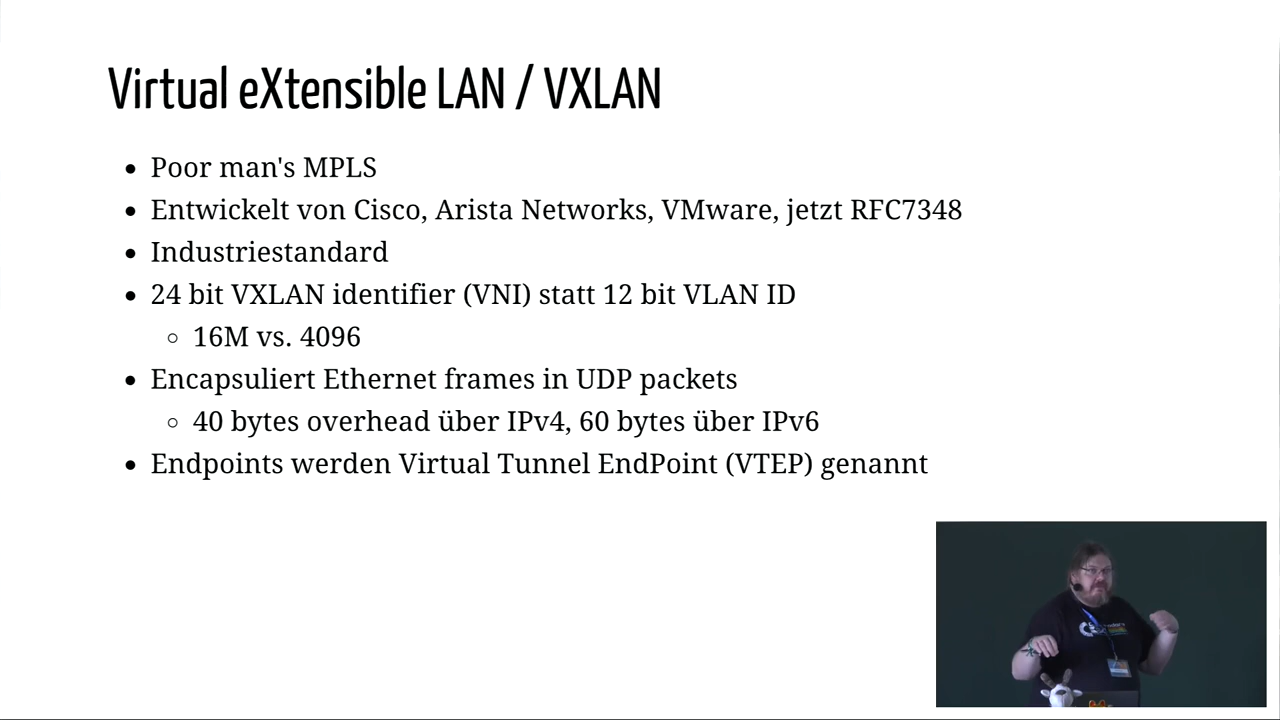 Virtual eXtensible LAN / VXLAN
Poor man's MPLS
Entwickelt von Cisco, Arista Networks, VMware, jetzt RFC7348
Industriestandard
24 bit VXLAN identifier (VNI) statt 12 bit VLAN ID
16M vs. 4096
Encapsuliert Ethernet frames in UDP packets
40 bytes overhead über IPv4, 60 bytes über IPv6
Endpoints werden Virtual Tunnel EndPoint (VTEP) genannt